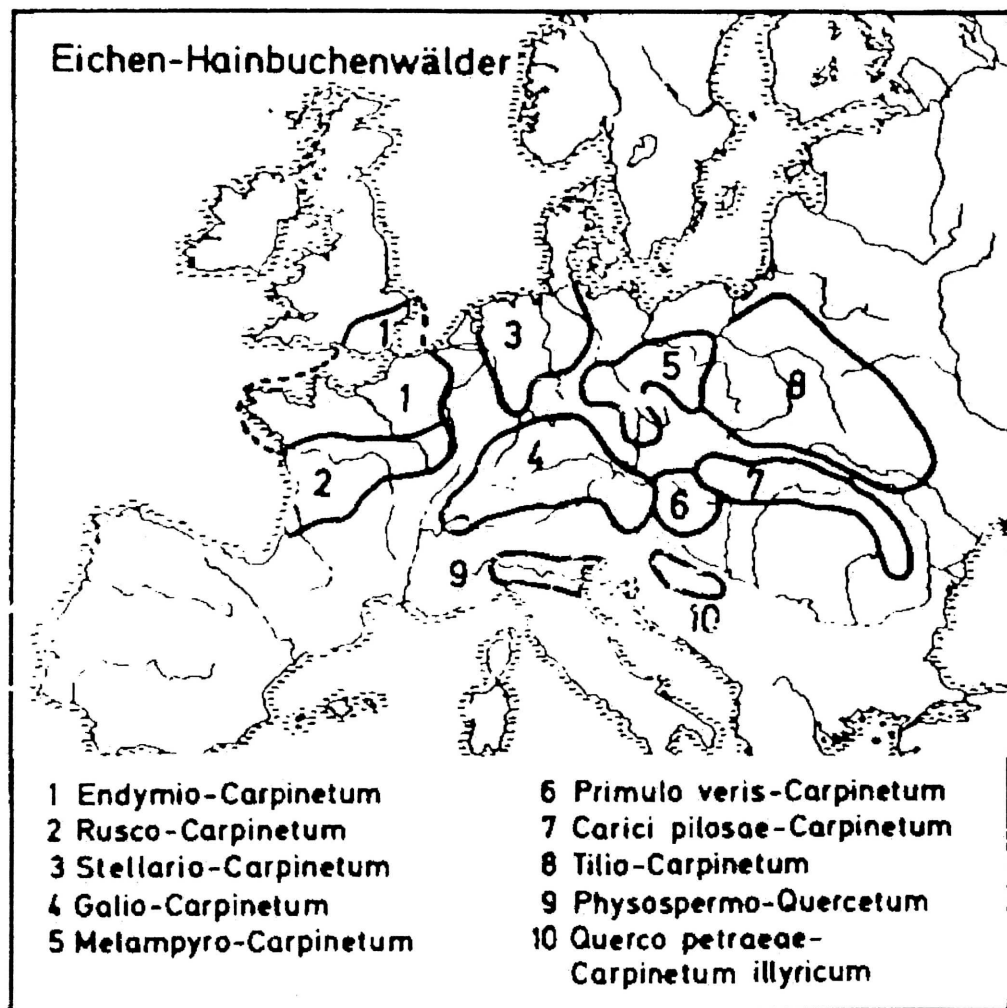 Eichen-Hainbuchenwälder
1
3
5
1
8
2
4
7
6
9
10
1 Endymio-Carpinetum
2 Rusco-Carpinetum
3 Stellario-Carpinetum
4 Galio-Carpinetum
5 Melampyro-Carpinetum
6 Primulo veris-Carpinetum
7 Carici pilosae-Carpinetum
8 Tilio-Carpinetum
9 Physospermo-Quercetum
10 Querco petraeae-
Carpinetum illyricum